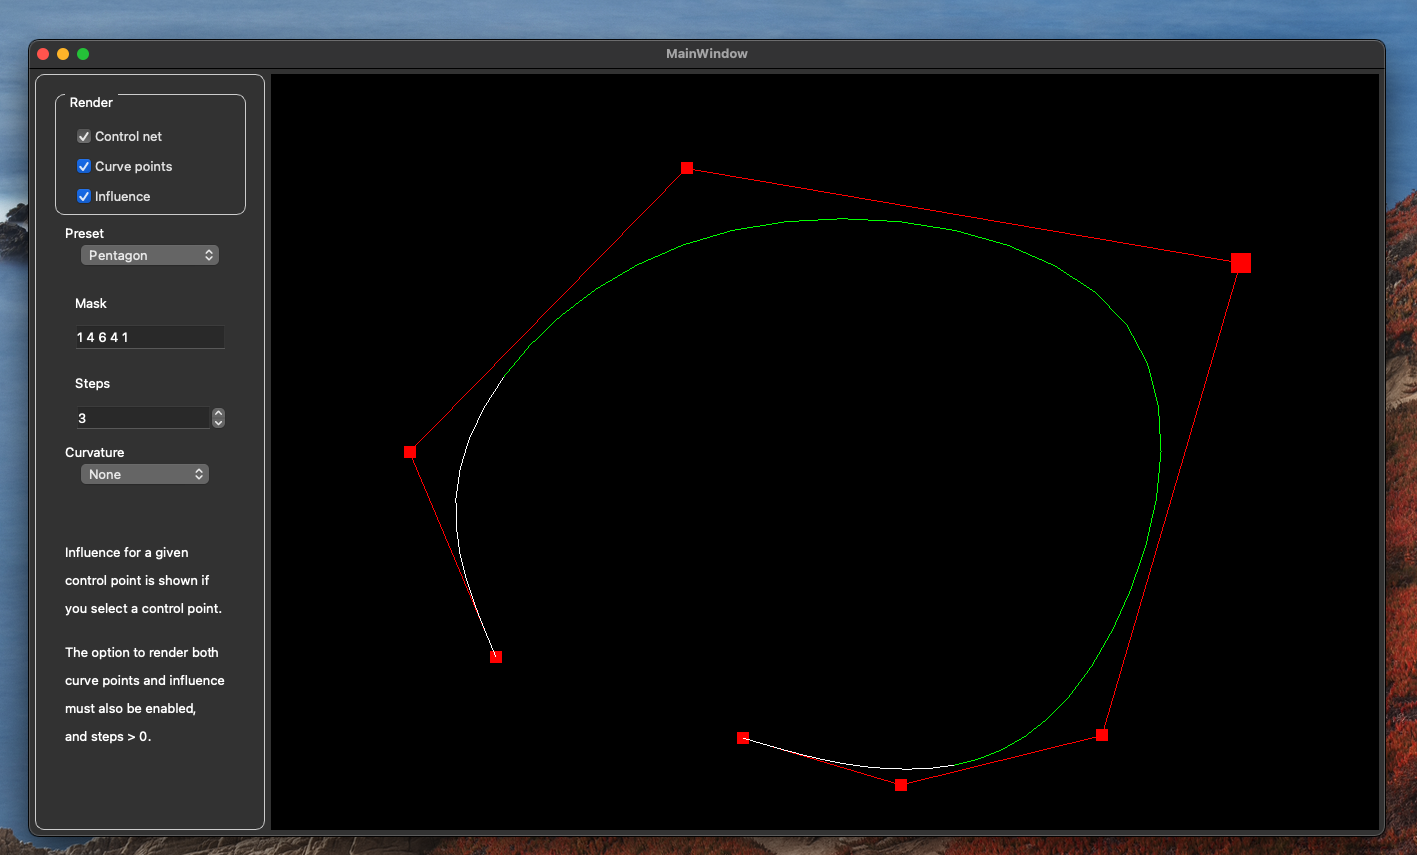 MainWindow
Render
Control net
Curve points
Influence
Preset
Pentagon
Mask
1 4 6 4 1
Steps
3
Curvature
None
Influence for a given
control point is shown if
you select a control point.
The option to render both
curve points and influence
must also be enabled,
and steps > 0.